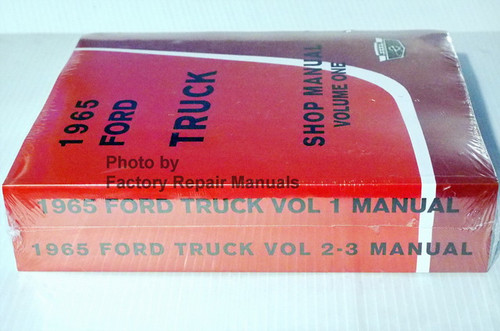 1965
FORD
TRUCK
SHOP MANUAL
VOLUME ONE
Photo by
Factory Repair Manuals
1965 FORD TRUCK VOL 1 MANUAL
1965 FORD TRUCK VOL 2-3 MANUAL